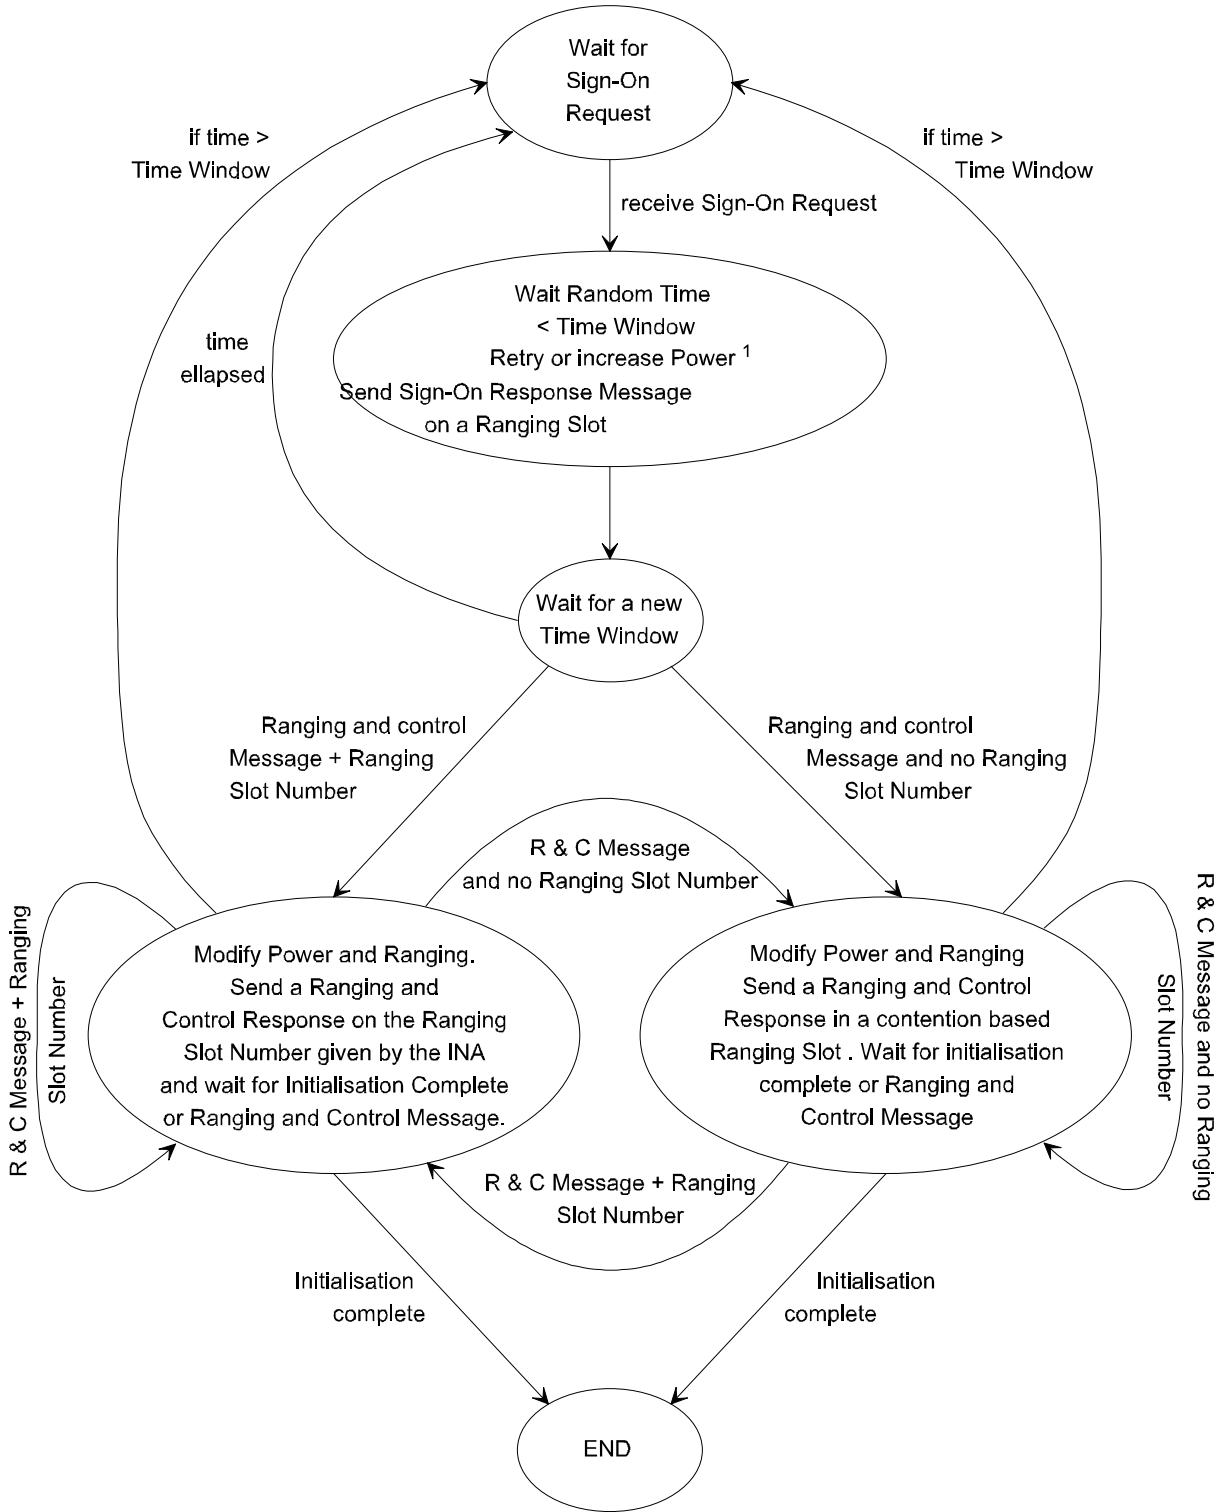 Wait for
Sign-On
Request
if time >
Time Window
if time >
Time Window
receive Sign-On Request
Wait Random Time
< Time Window
Retry or increase Power 1
Send Sign-On Response Message
on a Ranging Slot
time
ellapsed
Wait for a new
Time Window
Ranging and control
Message + Ranging
Slot Number
Ranging and control
Message and no Ranging
Slot Number
R & C Message
and no Ranging Slot Number
R & C Message + Ranging
Slot Number
Modify Power and Ranging.
Send a Ranging and
Control Response on the Ranging
Slot Number given by the INA
and wait for Initialisation Complete
or Ranging and Control Message.
Modify Power and Ranging
Send a Ranging and Control
Response in a contention based
Ranging Slot . Wait for initialisation
complete or Ranging and
Control Message
R & C Message and no Ranging
Slot Number
R & C Message + Ranging
Slot Number
Initialisation
complete
Initialisation
complete
END